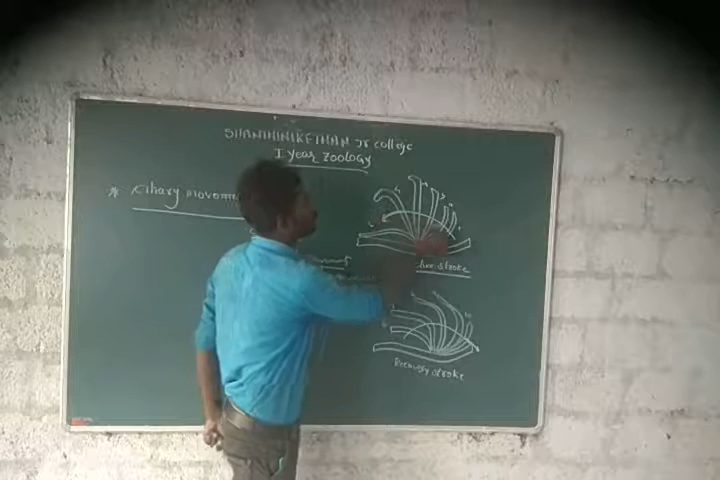 SHANTHINIKETHAN Jr college
I year Zoology
* ciliary moveme
stroke
Recovery stroke